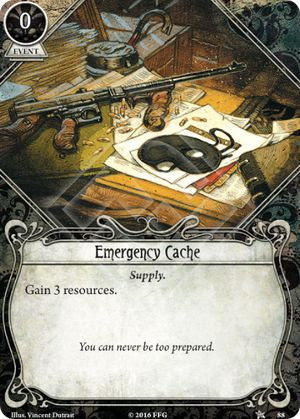 0
EVENT
Emergency Cache
Supply.
Gain 3 resources.
You can never be too prepared.
Illus. Vincent Dutrait
© 2016 FFG
88